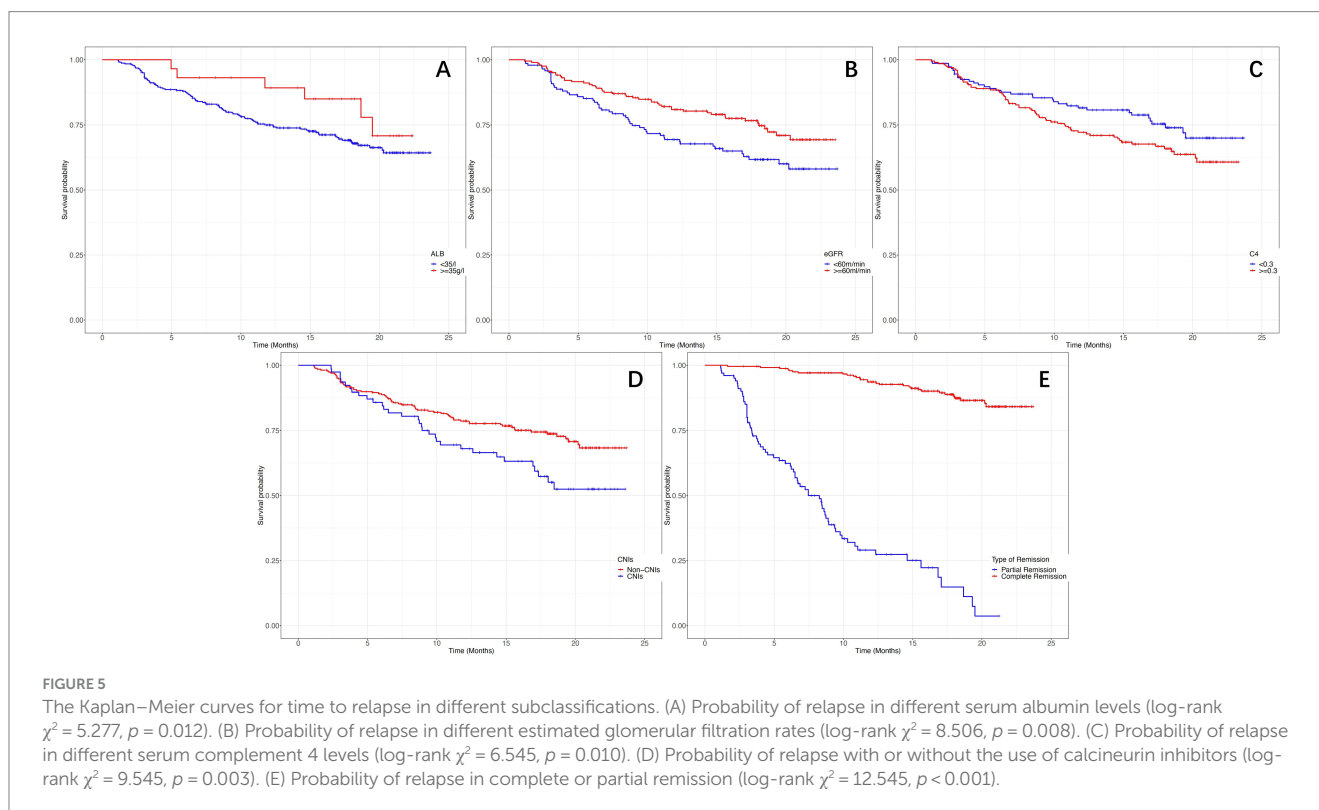 A
1.00
0.75
0.50
0.25
0.00
Survival probability
0 5 10 15 20 25
Time (Months)
ALB
<35/l
>=35g/l
B
1.00
0.75
0.50
0.25
0.00
Survival probability
0 5 10 15 20 25
Time (Months)
eGFR
<60m/min
>=60ml/min
C
1.00
0.75
0.50
0.25
0.00
Survival probability
0 5 10 15 20 25
Time (Months)
C4
<0.3
>=0.3
D
1.00
0.75
0.50
0.25
0.00
Survival probability
0 5 10 15 20 25
Time (Months)
CNIs
Non−CNIs
CNIs
E
1.00
0.75
0.50
0.25
0.00
Survival probability
0 5 10 15 20 25
Time (Months)
Type of Remission
Partial Remission
Complete Remission
FIGURE 5
The Kaplan–Meier curves for time to relapse in different subclassifications. (A) Probability of relapse in different serum albumin levels (log-rank
χ² = 5.277, p = 0.012). (B) Probability of relapse in different estimated glomerular filtration rates (log-rank χ² = 8.506, p = 0.008). (C) Probability of relapse
in different serum complement 4 levels (log-rank χ² = 6.545, p = 0.010). (D) Probability of relapse with or without the use of calcineurin inhibitors (log-
rank χ² = 9.545, p = 0.003). (E) Probability of relapse in complete or partial remission (log-rank χ² = 12.545, p < 0.001).